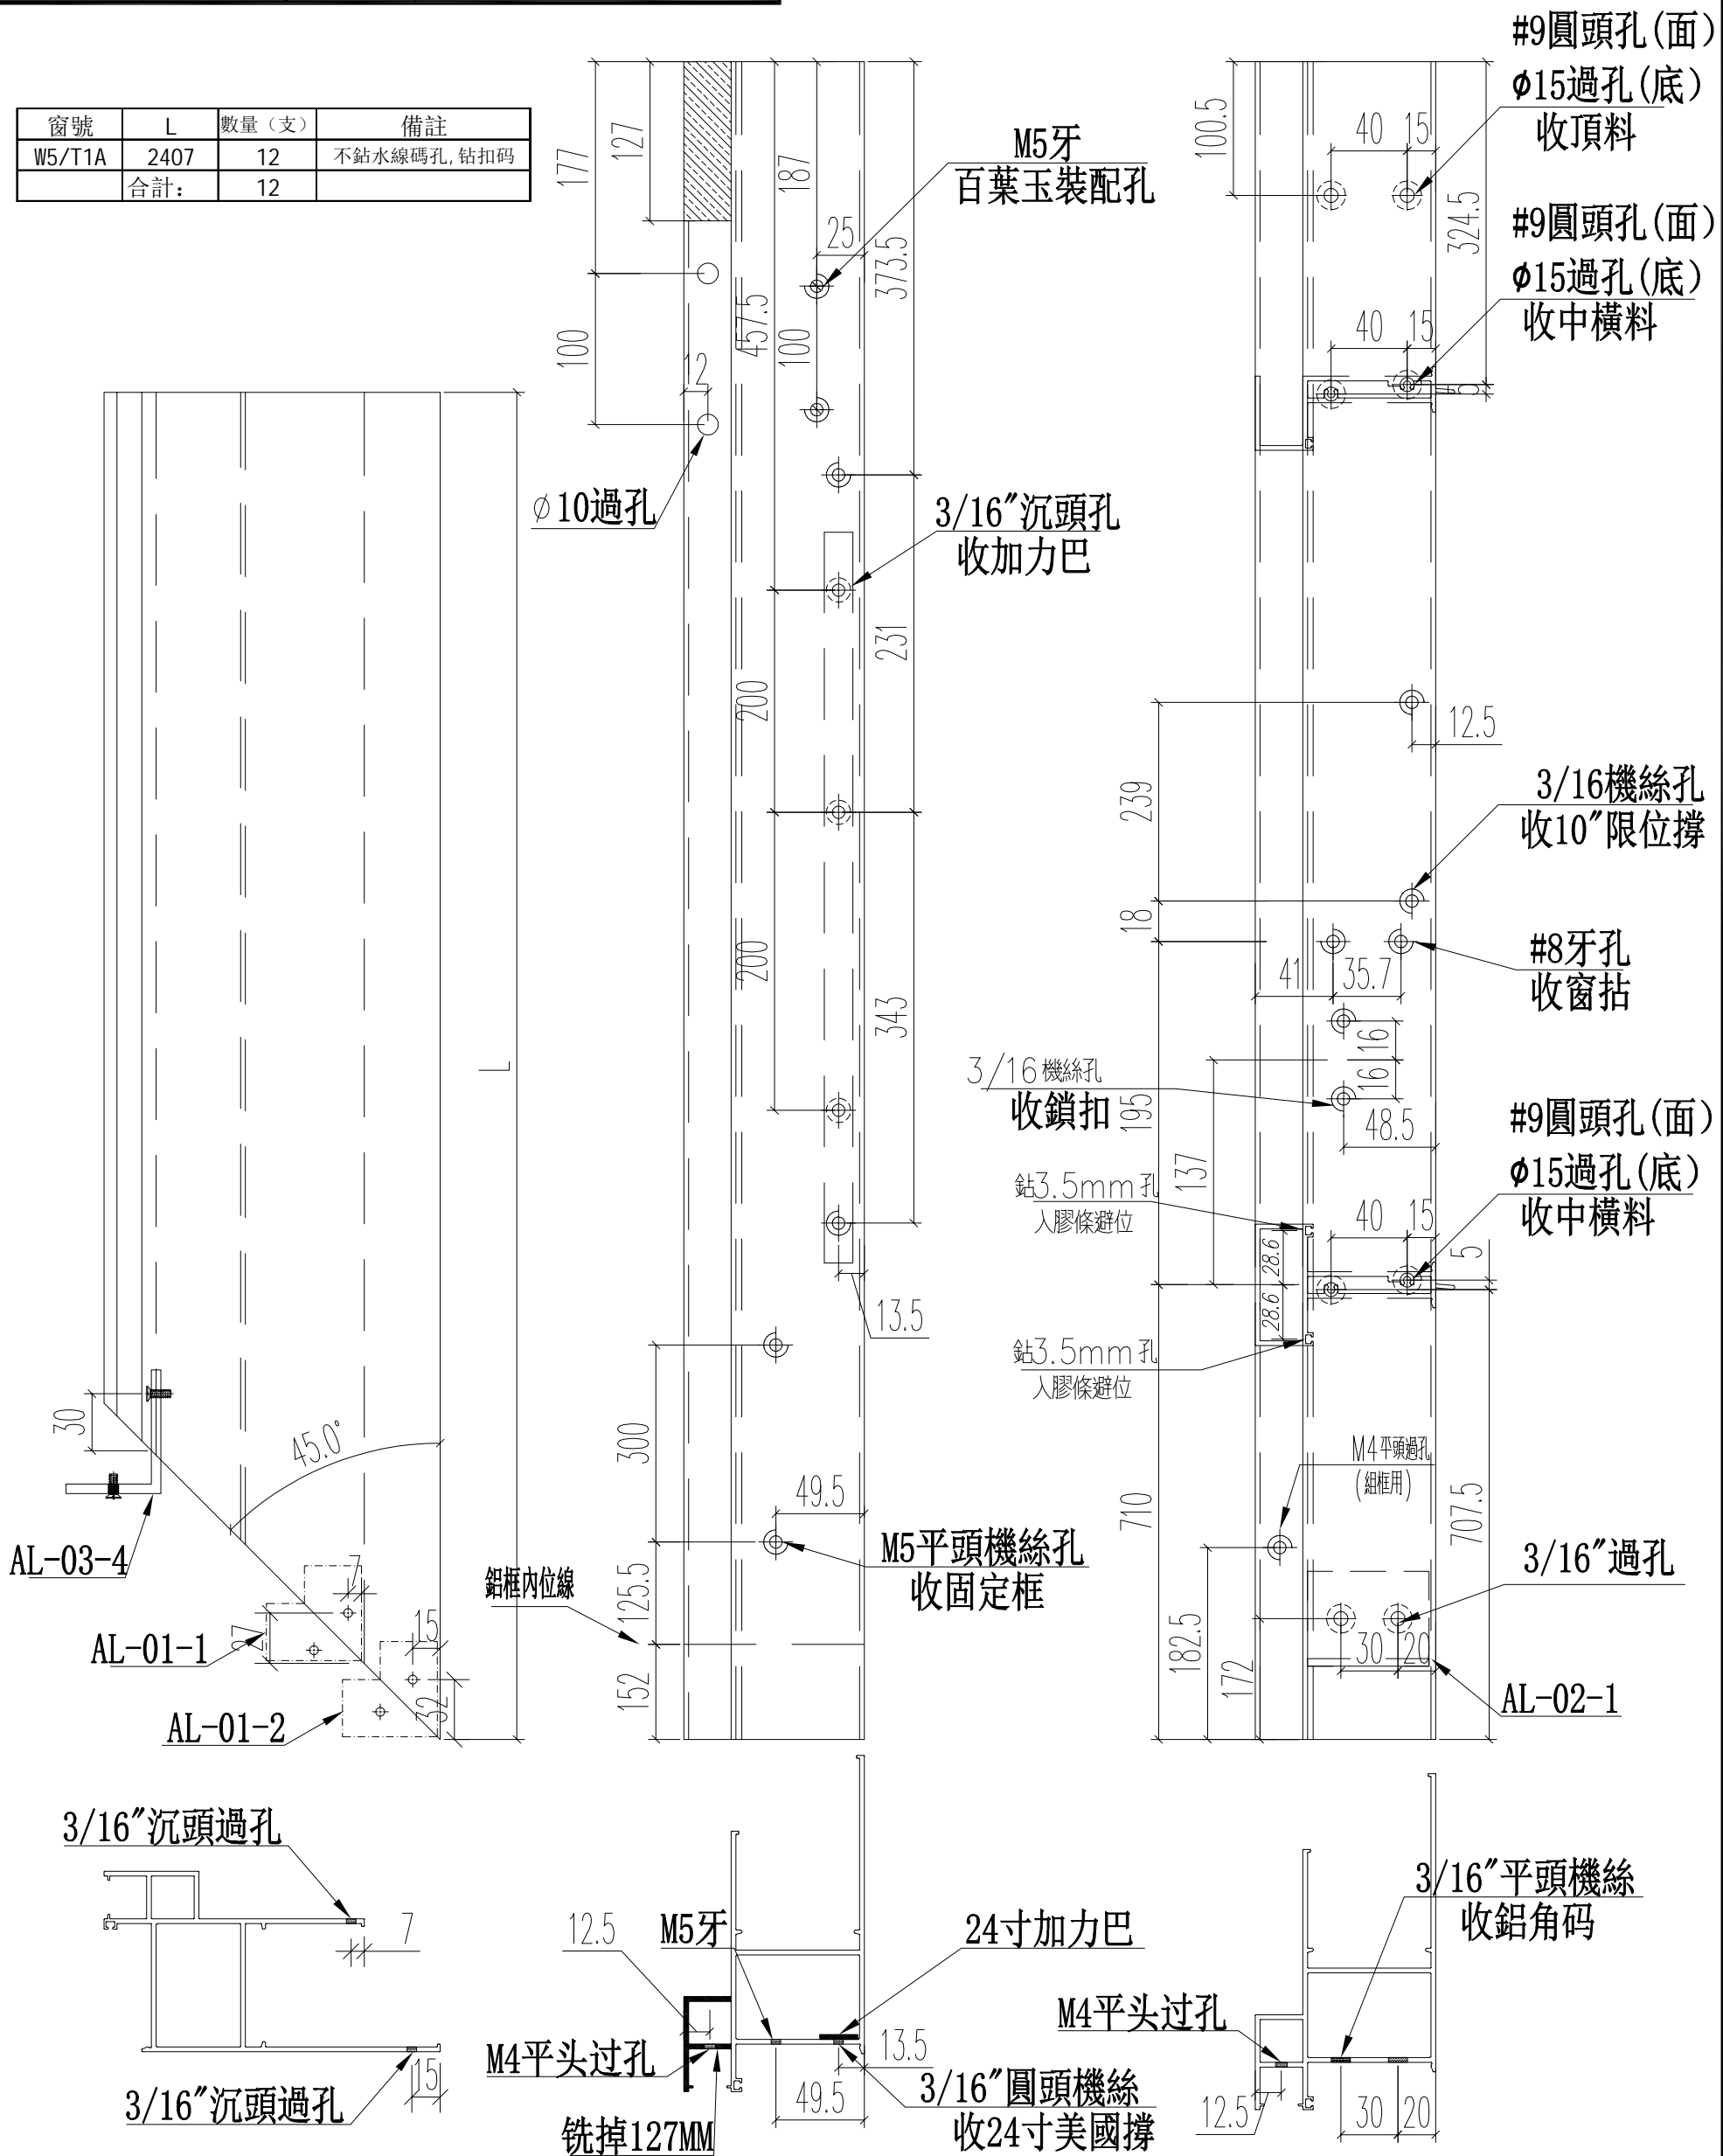 窗號 L 數量（支） 備註
W5/T1A 2407 12 不鉆水線碼孔,钻扣码
合計： 12
177
127
187
25
373.5
457.5
100
100
12
M5牙
百葉玉裝配孔
ϕ10過孔
3/16"沉頭孔
收加力巴
231
200
200
343
13.5
300
49.5
M5平頭機絲孔
收固定框
鋁框內位線
125.5
152
#9圓頭孔(面)
ϕ15過孔(底)
收頂料
100.5
40 15
324.5
#9圓頭孔(面)
ϕ15過孔(底)
收中橫料
40 15
10
12.5
239
3/16機絲孔
收10"限位撐
18
#8牙孔
收窗拈
41 35.7
16
16
3/16機絲孔
收鎖扣
195
48.5
137
#9圓頭孔(面)
ϕ15過孔(底)
收中橫料
鉆3.5mm孔
入膠條避位
40 15
5
28.6
28.6
鉆3.5mm孔
入膠條避位
M4平頭過孔
(組框用)
710
707.5
3/16"過孔
182.5
172
30 20
AL-02-1
L
30
45.0°
AL-03-4
7
27
AL-01-1
15
32
AL-01-2
3/16"沉頭過孔
7
15
3/16"沉頭過孔
12.5
M5牙
24寸加力巴
M4平头过孔
13.5
49.5
3/16"圓頭機絲
收24寸美國撐
铣掉127MM
3/16"平頭機絲
收鋁角码
M4平头过孔
12.5
30 20